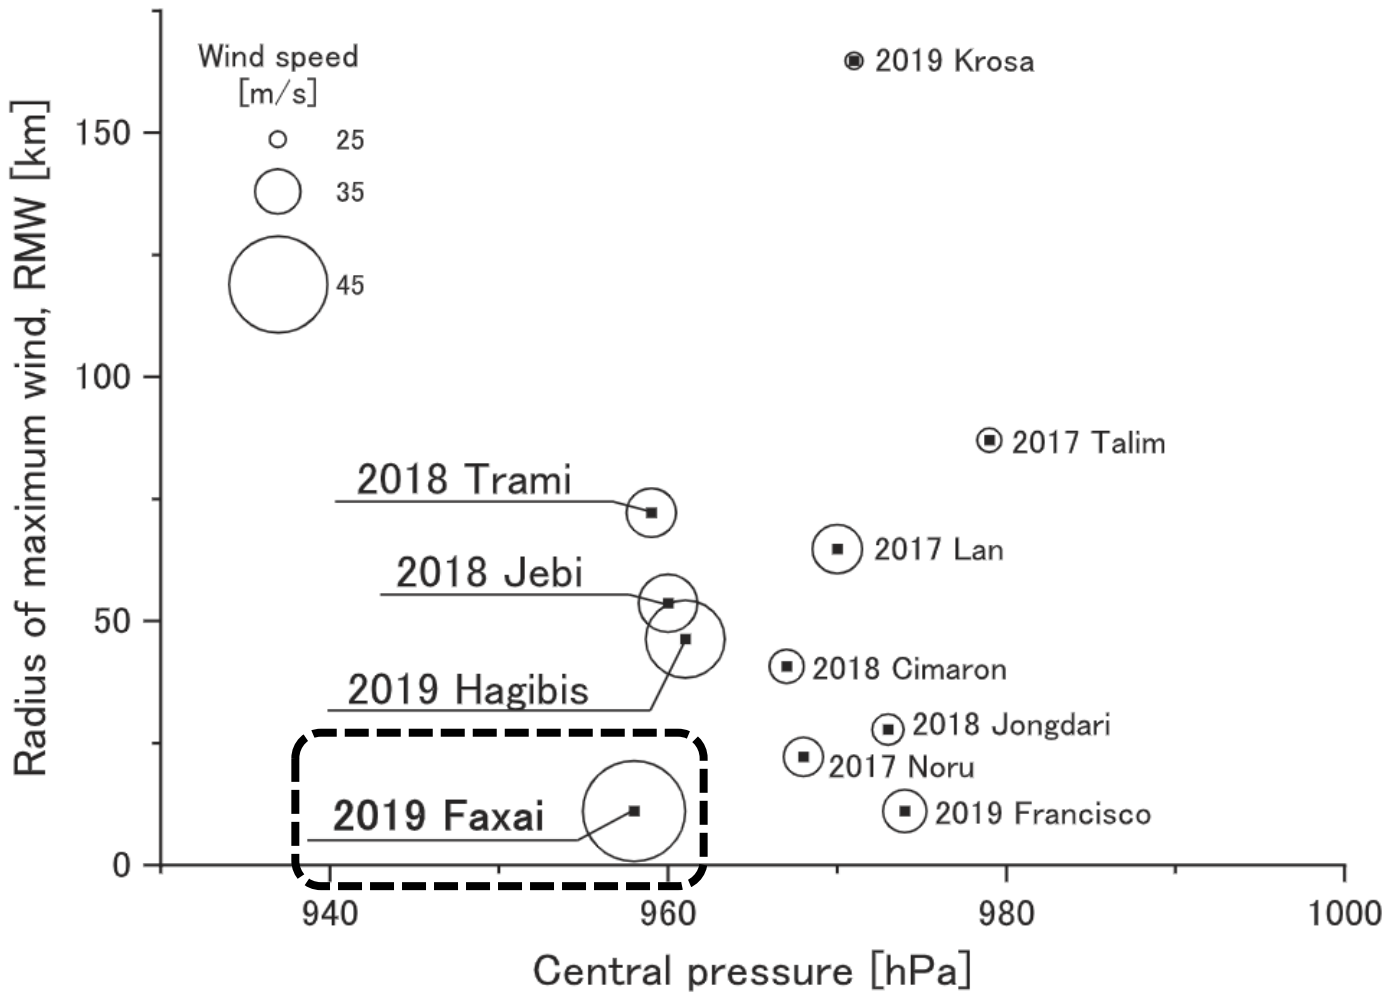 Wind speed
[m/s]
25
35
45
2019 Krosa
2017 Talim
2018 Trami
2017 Lan
2018 Jebi
2018 Cimaron
2019 Hagibis
2018 Jongdari
2017 Noru
2019 Faxai
2019 Francisco
Radius of maximum wind, RMW [km]
150
100
50
0
940
960
980
1000
Central pressure [hPa]